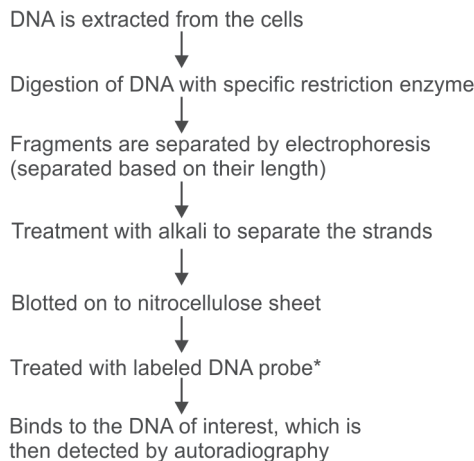 DNA is extracted from the cells
Digestion of DNA with specific restriction enzyme
Fragments are separated by electrophoresis
(separated based on their length)
Treatment with alkali to separate the strands
Blotted on to nitrocellulose sheet
Treated with labeled DNA probe*
Binds to the DNA of interest, which is
then detected by autoradiography